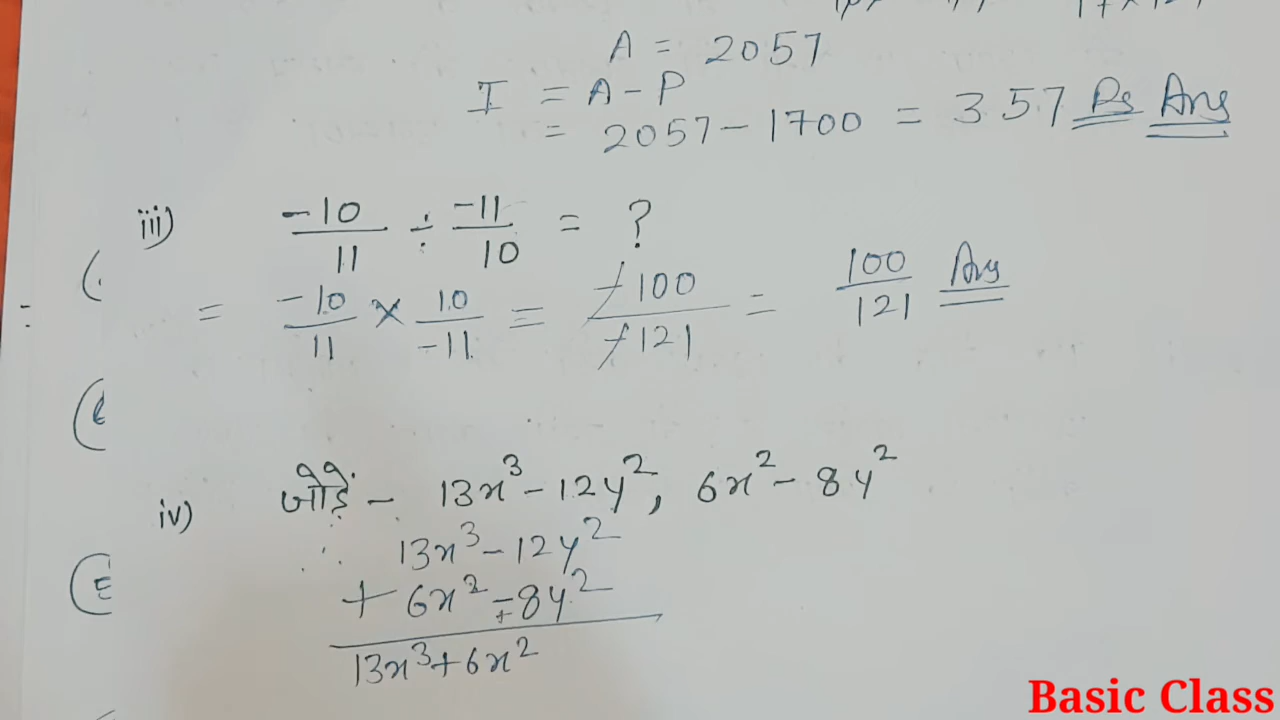 A = 2057
I = A - P
= 2057 - 1700 = 357 Rs Ans
iii) -10/11 ÷ -11/10 = ?
= -10/11 × 10/-11 = -100/-121 = 100/121 Ans
iv) जोड़ें - 13x³ - 12y², 6x² - 8y²
∴ 13x³ - 12y²
+ 6x² - 8y²
13x³ + 6x²
Basic Class